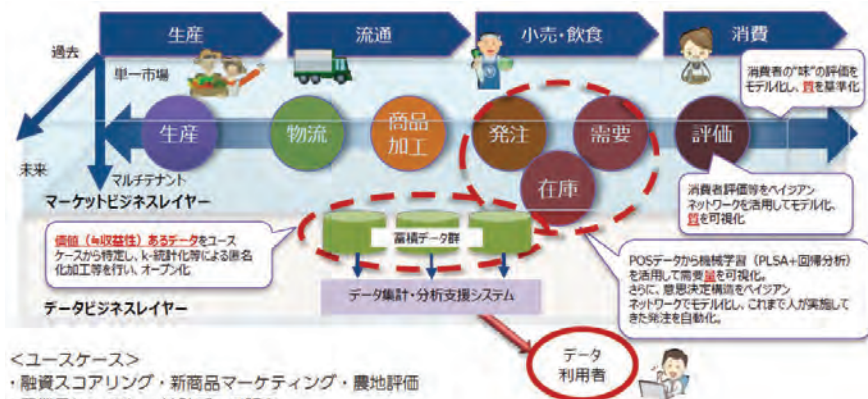 生産
流通
小売・飲食
消費
過去
単一市場
消費者の“味”の評価を
モデル化し、質を基準化
生産
物流
商品
加工
発注
需要
評価
在庫
未来
マルチテナント
マーケットビジネスレイヤー
消費者評価等をベイジアン
ネットワークを活用してモデル化、
質を可視化
価値（≒収益性）あるデータをユース
ケースから特定し、k-統計化等による匿名
化加工等を行い、オープン化
蓄積データ群
POSデータから機械学習（PLSA+回帰分析）
を活用して需要量を可視化。
さらに、意思決定構造をベイジアン
ネットワークでモデル化し、これまで人が実施して
きた発注を自動化。
データ集計・分析支援システム
データビジネスレイヤー
データ
利用者
＜ユースケース＞
・融資スコアリング・新商品マーケティング・農地評価